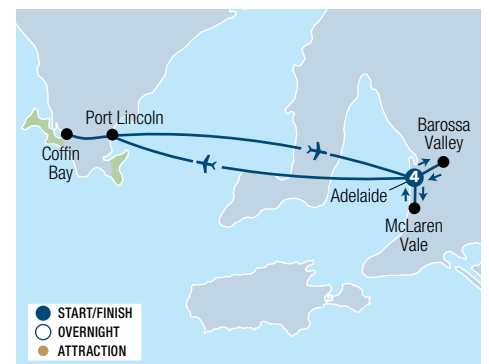 Port Lincoln
Coffin
Bay
Barossa
Valley
4
Adelaide
McLaren
Vale
START/FINISH
OVERNIGHT
ATTRACTION